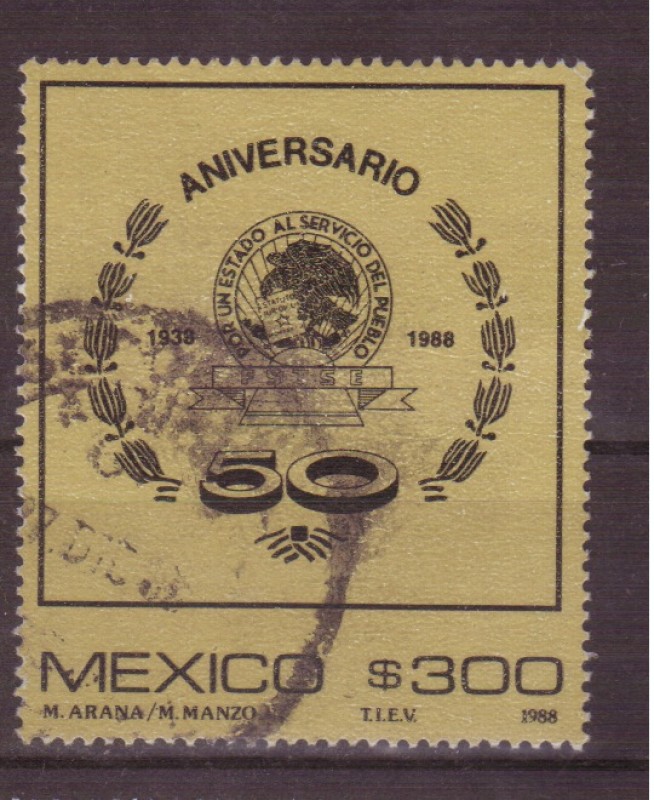 ANIVERSARIO
POR UN ESTADO AL SERVICIO DEL PUEBLO
1938 1988
FSTSE
50
MEXICO $300
M. ARANA/M. MANZO T.I.E.V. 1988